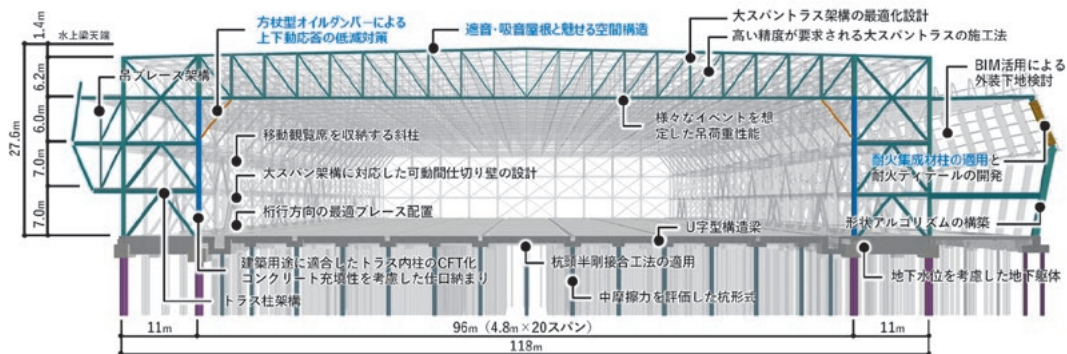 1.4m
水上梁天端
6.2m
6.0m
7.0m
7.0m
27.6m
吊ブレース架構
方杖型オイルダンパーによる
上下動応答の低減対策
遮音・吸音屋根と魅せる空間構造
大スパントラス架構の最適化設計
高い精度が要求される大スパントラスの施工法
BIM活用による
外装下地検討
様々なイベントを想
定した吊荷重性能
移動観覧席を収納する斜柱
大スパン架構に対応した可動間仕切り壁の設計
桁行方向の最適ブレース配置
耐火集成材柱の適用と
耐火ディテールの開発
形状アルゴリズムの構築
U字型構造梁
建築用途に適合したトラス内柱のCFT化
コンクリート充填性を考慮した仕口納まり
トラス柱架構
杭頭半剛接合工法の適用
中摩擦力を評価した杭形式
地下水位を考慮した地下躯体
11m
96m（4.8m×20スパン）
11m
118m